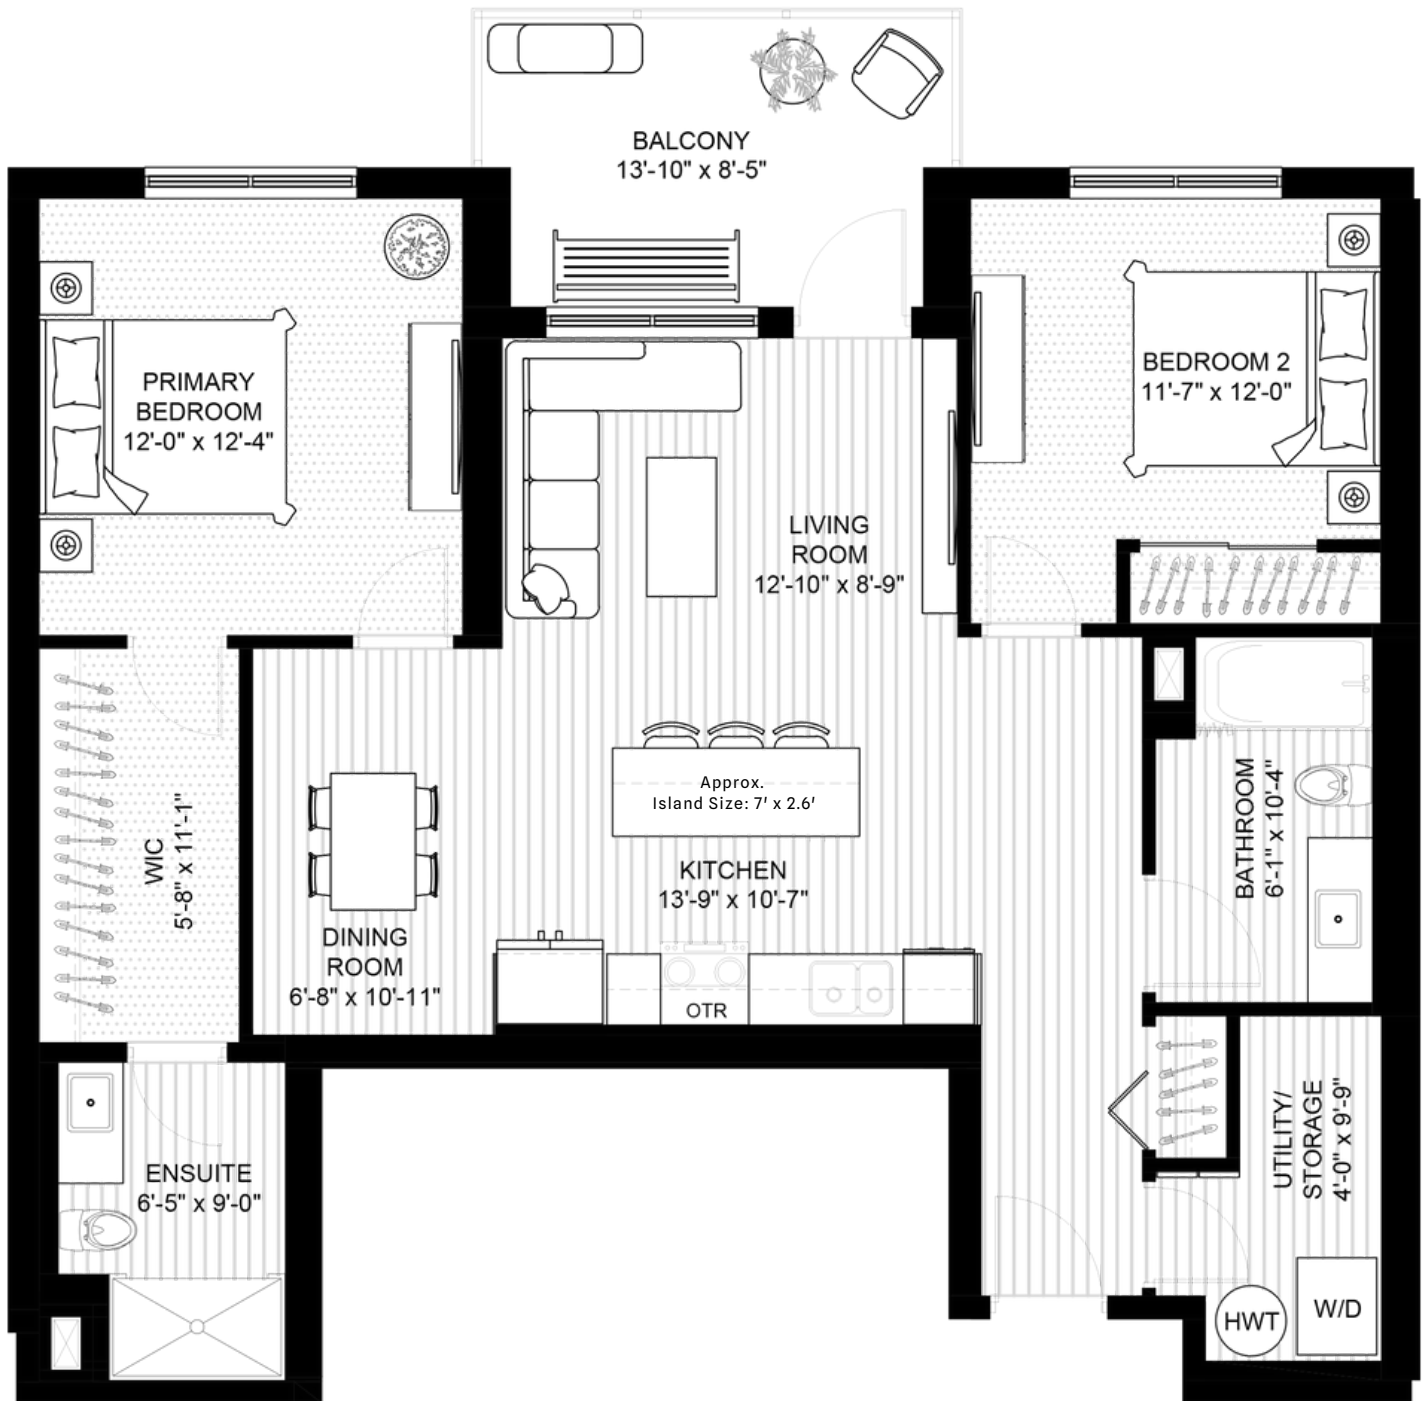 BALCONY
13'-10" x 8'-5"
PRIMARY
BEDROOM
12'-0" x 12'-4"
BEDROOM 2
11'-7" x 12'-0"
LIVING
ROOM
12'-10" x 8'-9"
Approx.
Island Size: 7' x 2.6'
KITCHEN
13'-9" x 10'-7"
WIC
5'-8" x 11'-1"
DINING
ROOM
6'-8" x 10'-11"
OTR
BATHROOM
6'-1" x 10'-4"
ENSUITE
6'-5" x 9'-0"
UTILITY/
STORAGE
4'-0" x 9'-9"
HWT
W/D